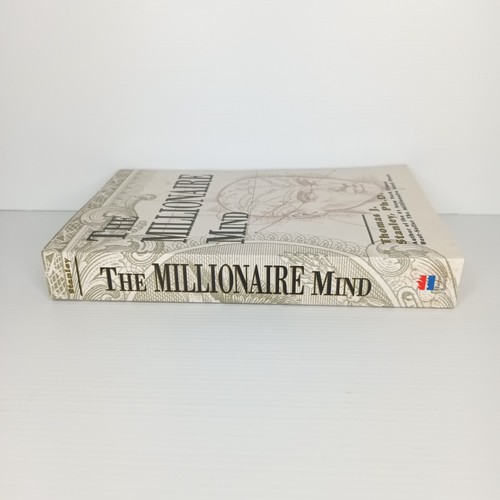 THE
MILLIONAIRE
MIND
Thomas J.
Stanley, Ph.D.
Stanley
THE MILLIONAIRE MIND